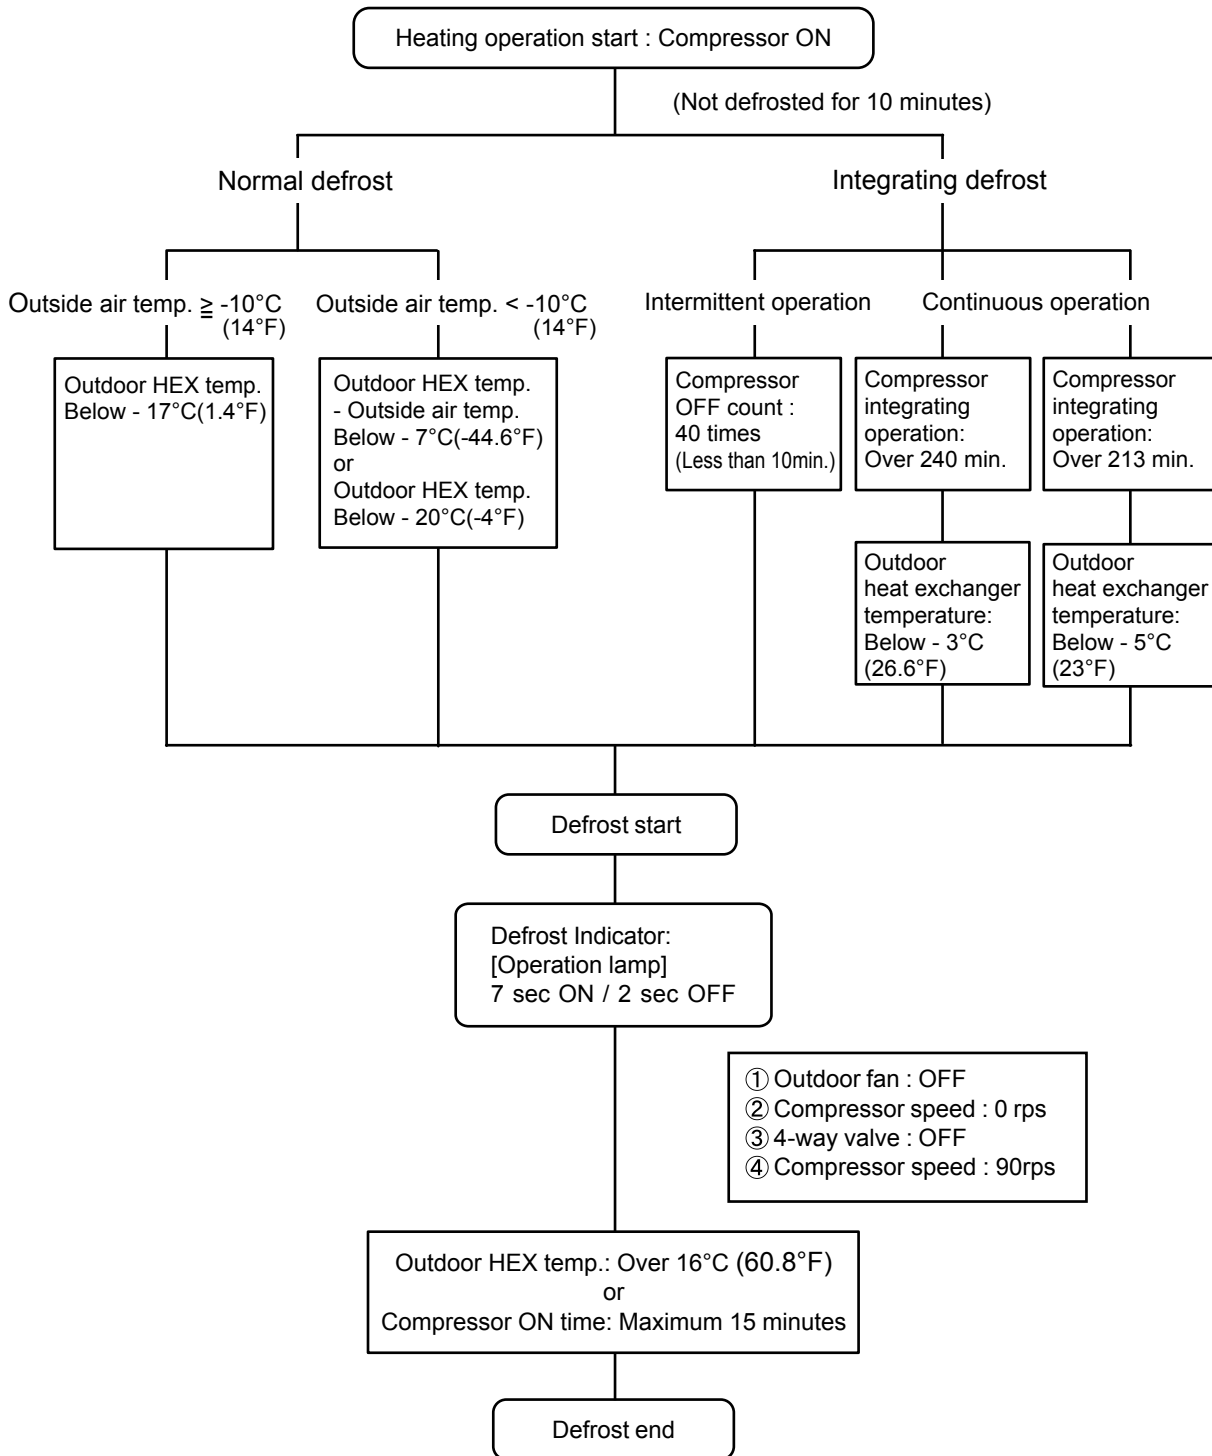 Heating operation start : Compressor ON
(Not defrosted for 10 minutes)
Normal defrost
Integrating defrost
Outside air temp. ≧ -10°C
(14°F)
Outside air temp. < -10°C
(14°F)
Intermittent operation
Continuous operation
Outdoor HEX temp.
Below - 17°C(1.4°F)
Outdoor HEX temp.
- Outside air temp.
Below - 7°C(-44.6°F)
or
Outdoor HEX temp.
Below - 20°C(-4°F)
Compressor
OFF count :
40 times
(Less than 10min.)
Compressor
integrating
operation:
Over 240 min.
Compressor
integrating
operation:
Over 213 min.
Outdoor
heat exchanger
temperature:
Below - 3°C
(26.6°F)
Outdoor
heat exchanger
temperature:
Below - 5°C
(23°F)
Defrost start
Defrost Indicator:
[Operation lamp]
7 sec ON / 2 sec OFF
① Outdoor fan : OFF
② Compressor speed : 0 rps
③ 4-way valve : OFF
④ Compressor speed : 90rps
Outdoor HEX temp.: Over 16°C (60.8°F)
or
Compressor ON time: Maximum 15 minutes
Defrost end